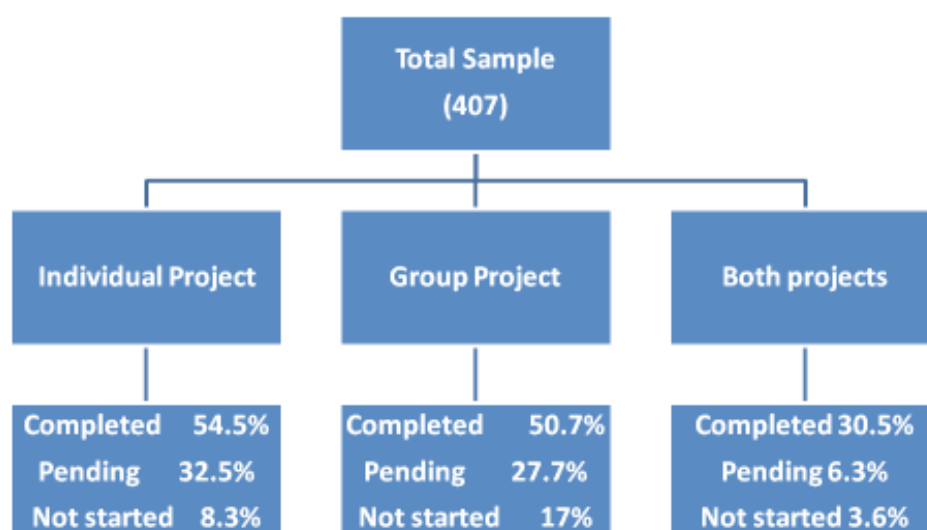 Total Sample
(407)
Individual Project
Group Project
Both projects
Completed 54.5%
Pending 32.5%
Not started 8.3%
Completed 50.7%
Pending 27.7%
Not started 17%
Completed 30.5%
Pending 6.3%
Not started 3.6%